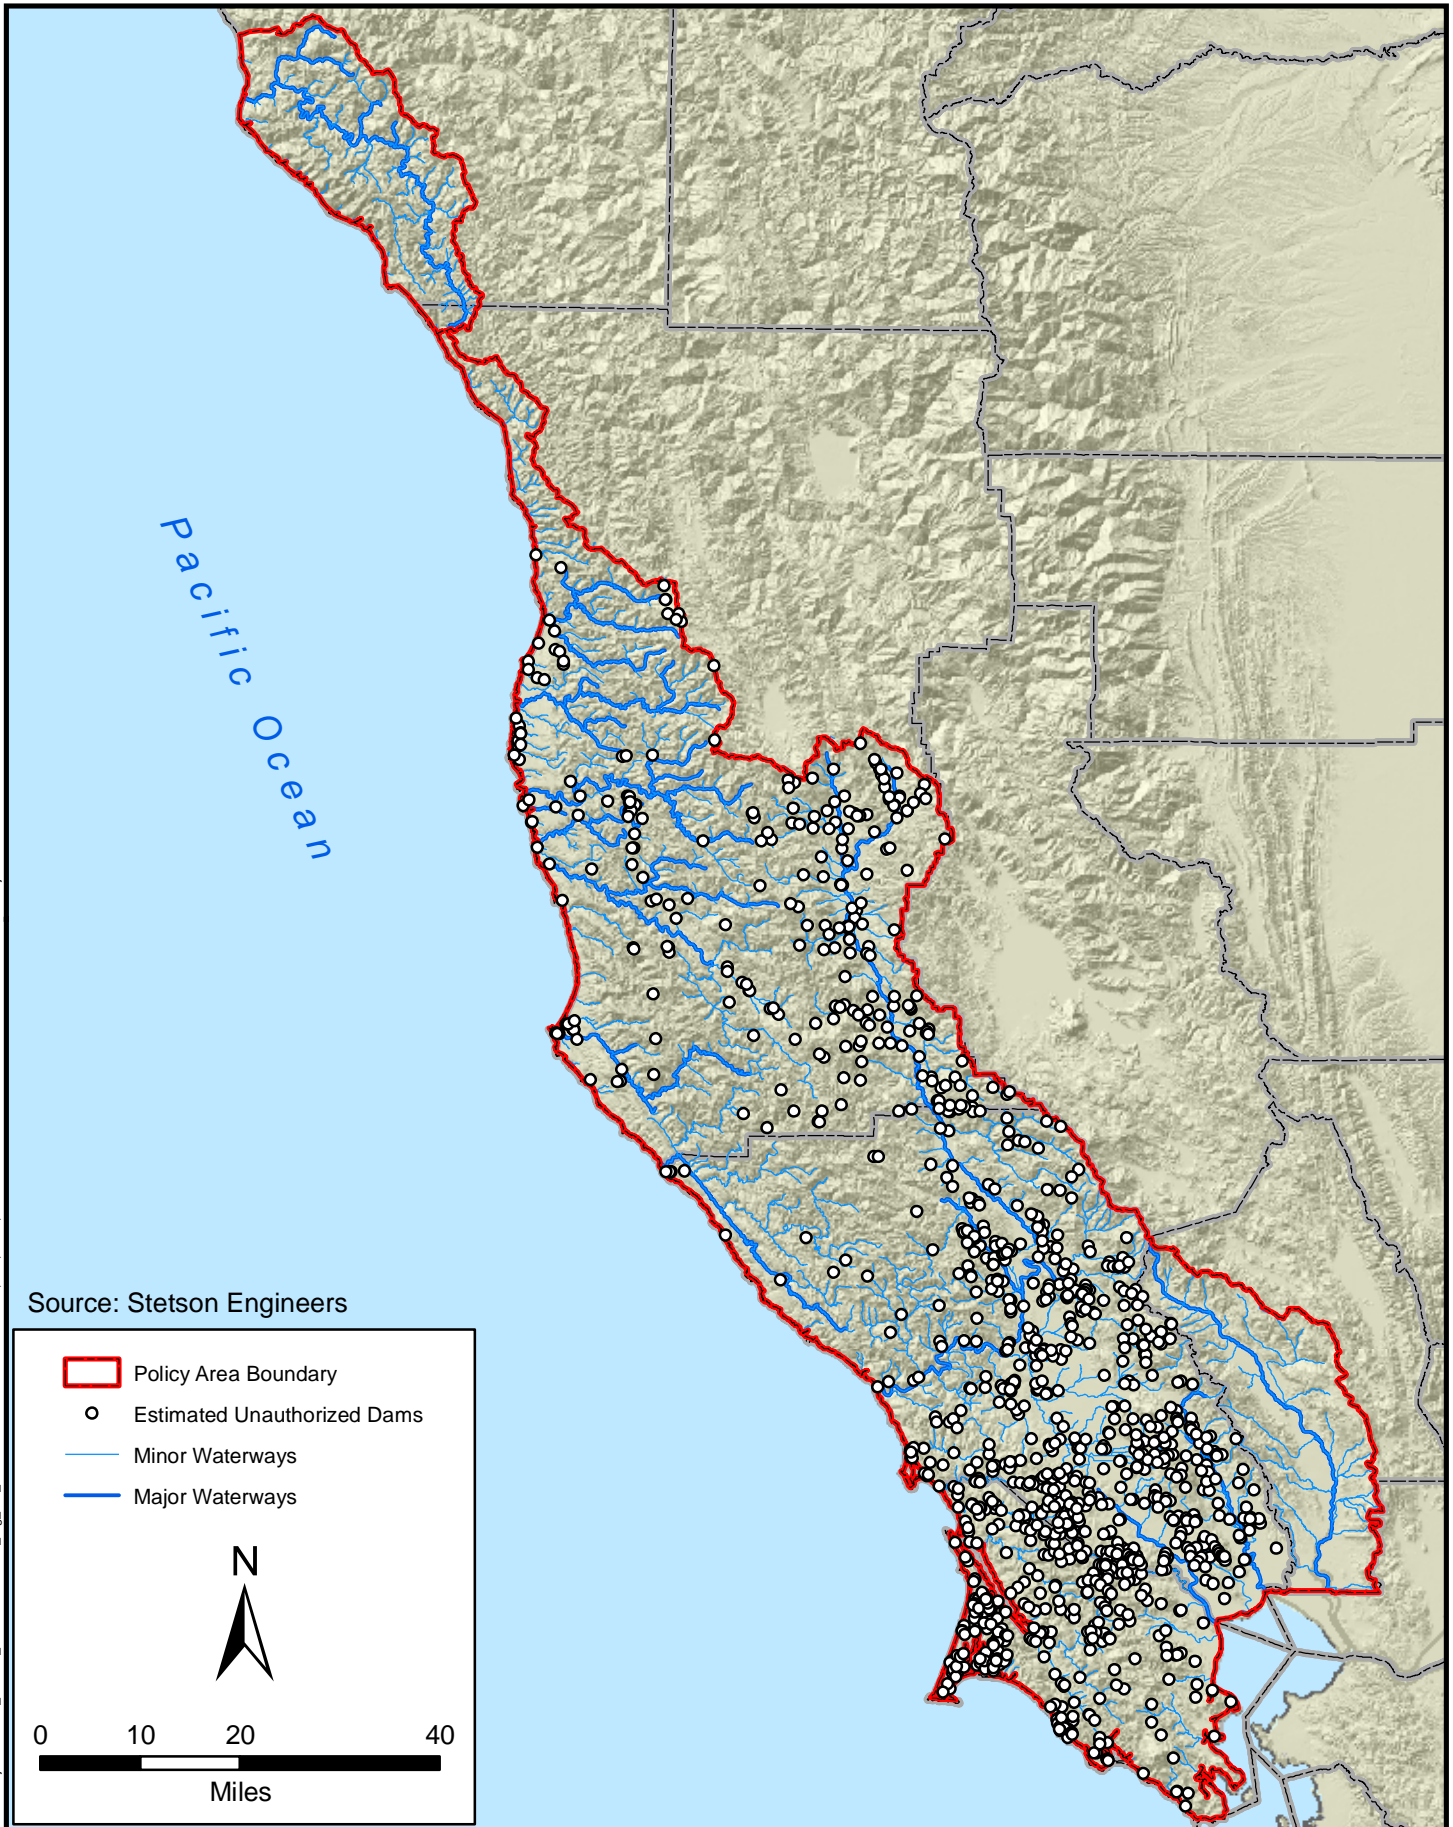 Pacific Ocean
Source: Stetson Engineers
Policy Area Boundary
Estimated Unauthorized Dams
Minor Waterways
Major Waterways
N
0 10 20 40
Miles